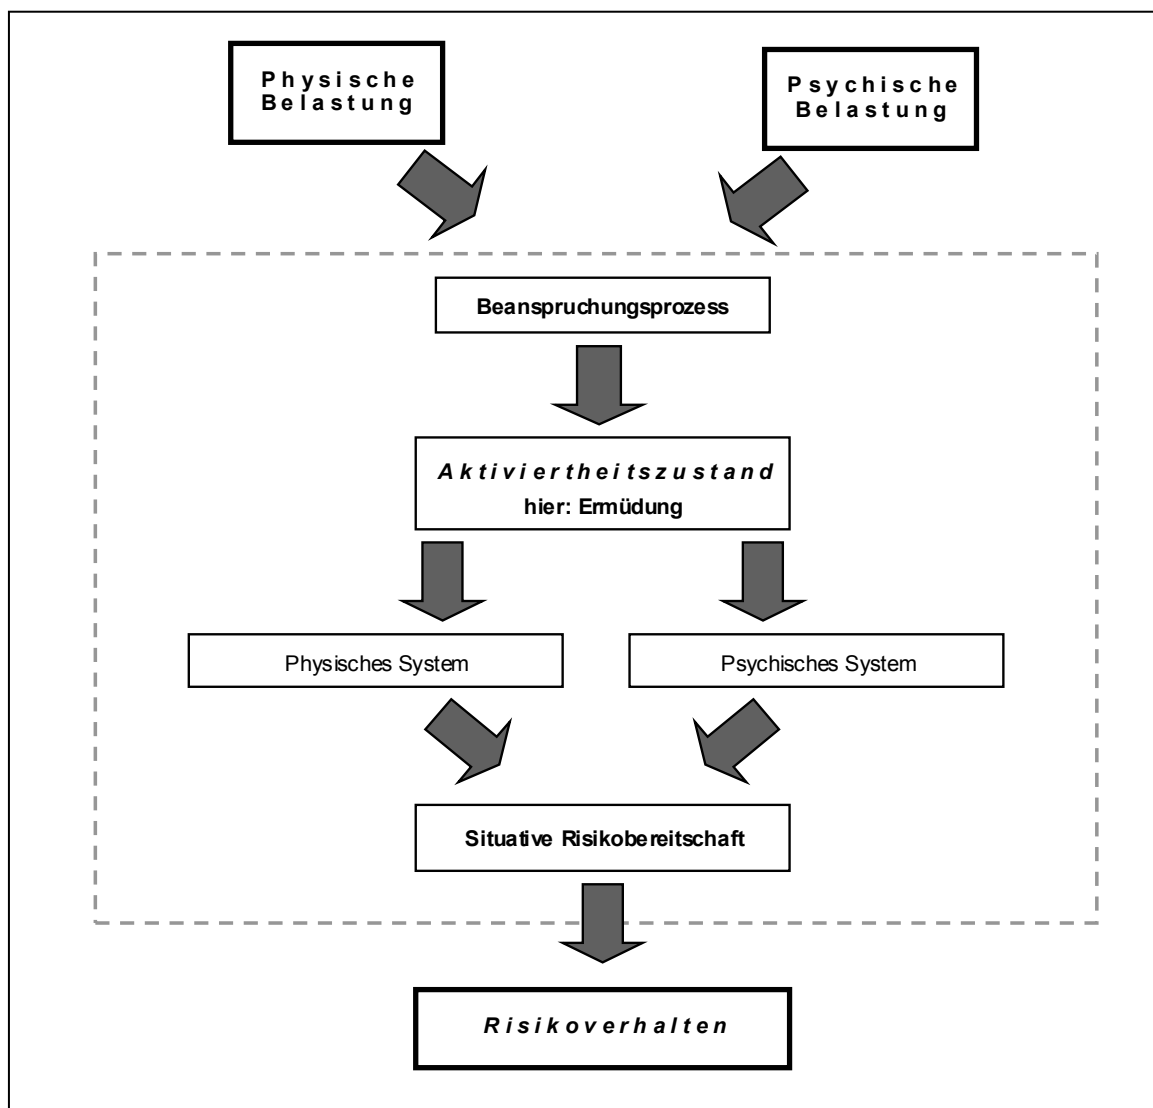 Physische
Belastung
Psychische
Belastung
Beanspruchungsprozess
Aktiviertheitszustand
hier: Ermüdung
Physisches System
Psychisches System
Situative Risikobereitschaft
Risikoverhalten